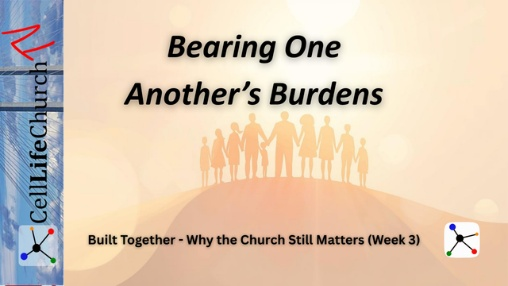 Bearing One
Another's Burdens
CellLifeChurch
Built Together - Why the Church Still Matters (Week 3)